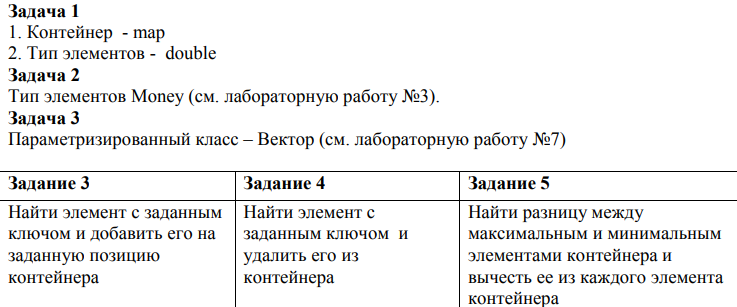 Задача 1
1. Контейнер - map
2. Тип элементов - double
Задача 2
Тип элементов Money (см. лабораторную работу №3).
Задача 3
Параметризированный класс – Вектор (см. лабораторную работу №7)
Задание 3
Найти элемент с заданным
ключом и добавить его на
заданную позицию
контейнера
Задание 4
Найти элемент с
заданным ключом и
удалить его из
контейнера
Задание 5
Найти разницу между
максимальным и минимальным
элементами контейнера и
вычесть ее из каждого элемента
контейнера